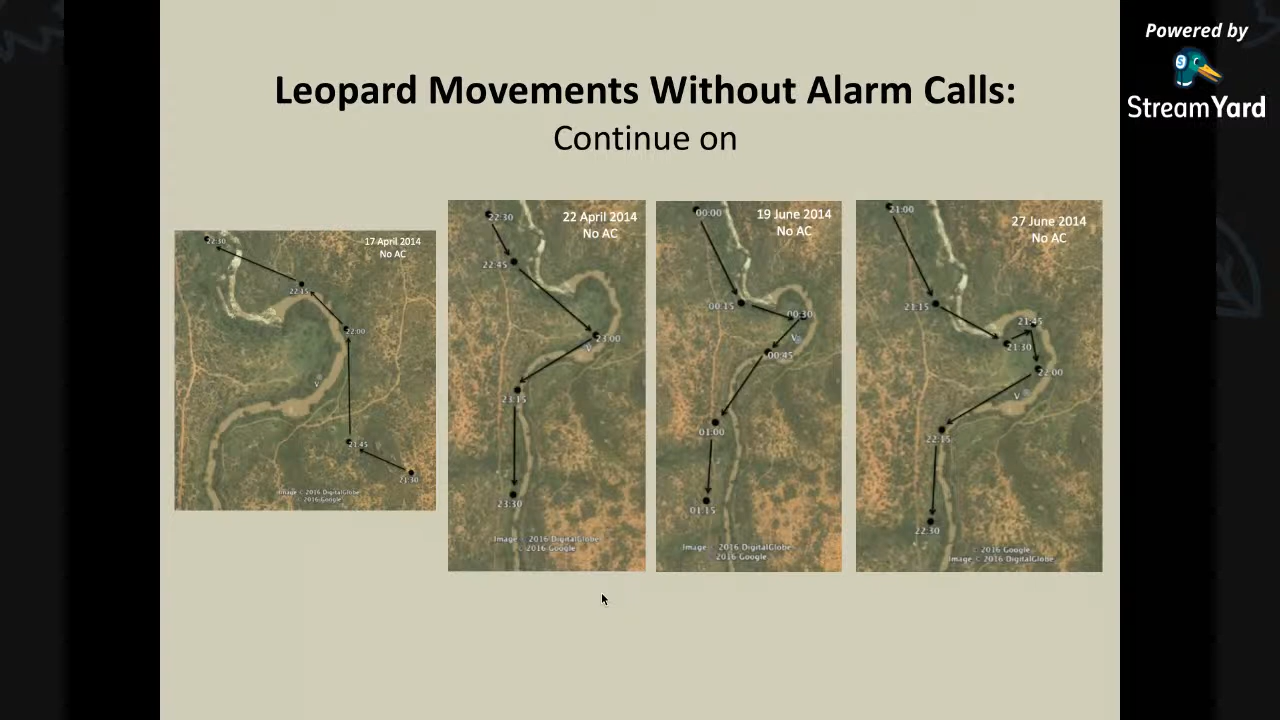 Powered by
StreamYard
Leopard Movements Without Alarm Calls:
Continue on
17 April 2014
No AC
22:30
22:15
22:00
V
21:45
21:30
Image © 2016 DigitalGlobe
© 2016 Google
22 April 2014
No AC
22:30
22:45
23:00
V
23:15
23:30
Image © 2016 DigitalGlobe
© 2016 Google
19 June 2014
No AC
00:00
00:15
00:30
V
00:45
01:00
01:15
Image © 2016 DigitalGlobe
2016 Google
27 June 2014
No AC
21:00
21:15
21:45
21:30
22:00
V
22:15
22:30
© 2016 Google
Image © 2016 DigitalGlobe